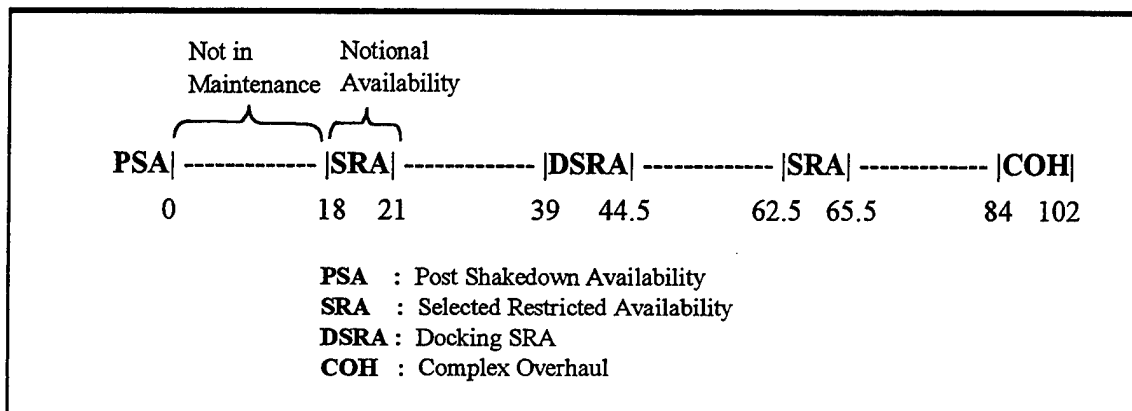 Not in Notional
Maintenance Availability
PSA| ------------- |SRA| ------------- |DSRA| ------------- |SRA| ------------- |COH|
0 18 21 39 44.5 62.5 65.5 84 102
PSA : Post Shakedown Availability
SRA : Selected Restricted Availability
DSRA : Docking SRA
COH : Complex Overhaul